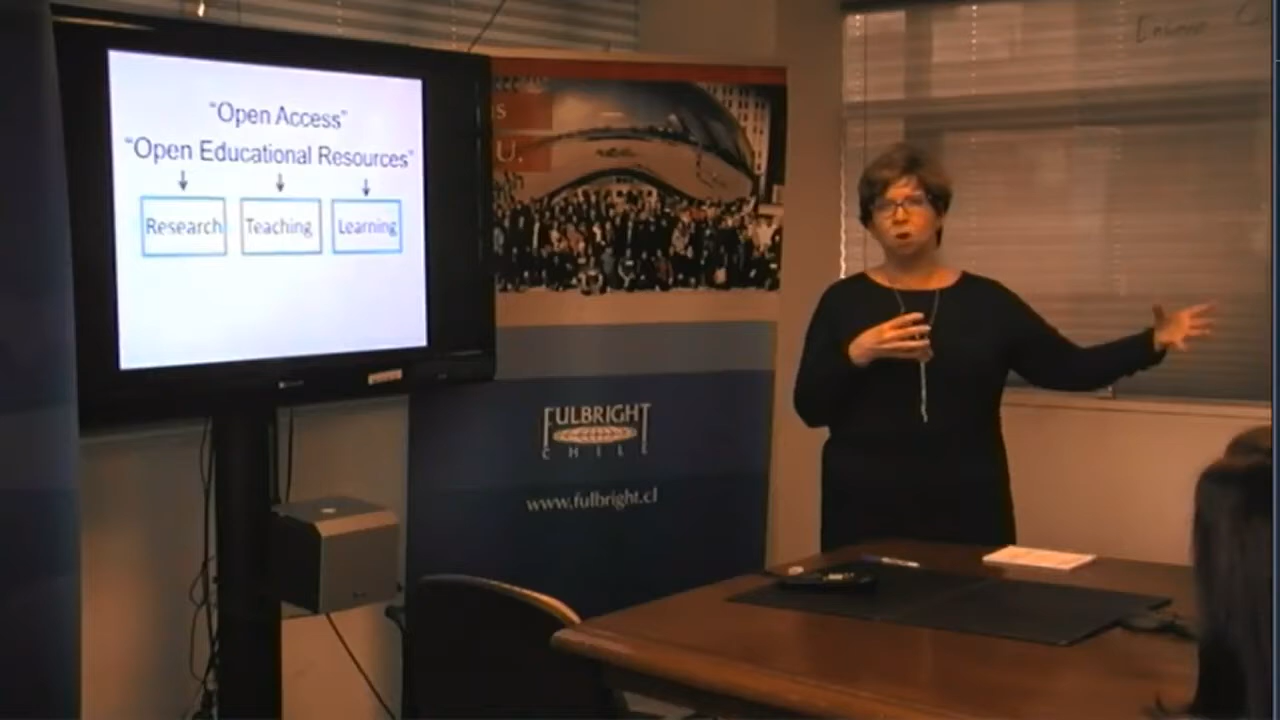 "Open Access"
"Open Educational Resources"
Research
Teaching
Learning
U.
FULBRIGHT
CHILE
www.fulbright.cl